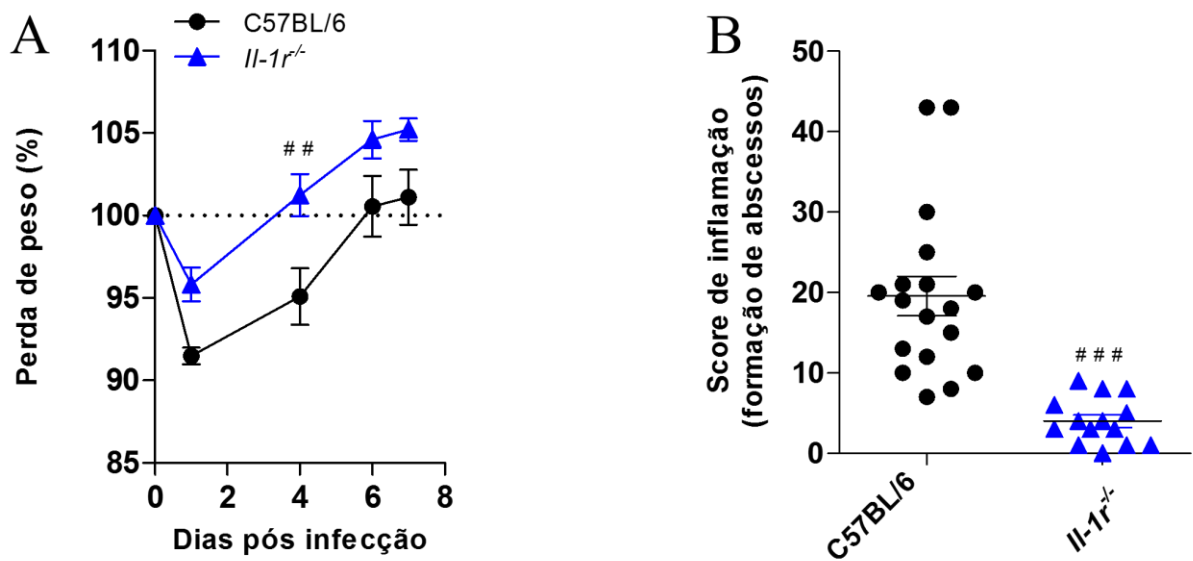 A
C57BL/6
Il-1r-/-
110
105
100
95
90
85
Perda de peso (%)
# #
0 2 4 6 8
Dias pós infecção
B
50
40
30
20
10
0
Score de inflamação
(formação de abscessos)
# # #
C57BL/6
Il-1r-/-